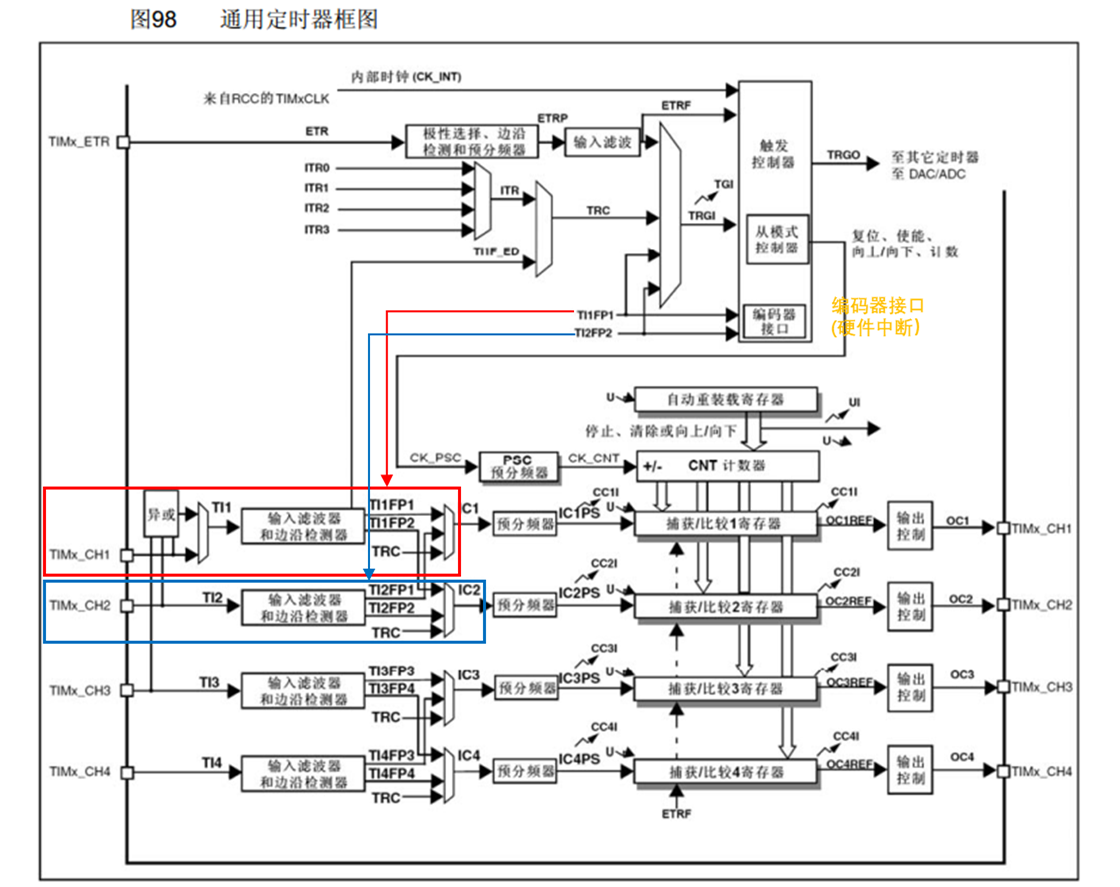 图98 通用定时器框图
内部时钟(CK_INT)
来自RCC的TIMxCLK
TIMx_ETR
ETR
极性选择、边沿
检测和预分频器
ETRP
输入滤波
ETRF
触发
控制器
TRGO
至其它定时器
至 DAC/ADC
ITR0
ITR1
ITR2
ITR3
ITR
TRC
TI1F_ED
TGI
TRGI
从模式
控制器
复位、使能、
向上/向下、计数
TI1FP1
TI2FP2
编码器
接口
编码器接口
(硬件中断)
U
自动重装载寄存器
UI
停止、清除或向上/向下
U
CK_PSC
PSC
预分频器
CK_CNT
+/-
CNT 计数器
异或
TI1
TIMx_CH1
输入滤波器
和边沿检测器
TI1FP1
TI1FP2
TRC
IC1
预分频器
IC1PS
CC1I
U
捕获/比较1寄存器
CC1I
OC1REF
输出
控制
OC1
TIMx_CH1
TIMx_CH2
TI2
输入滤波器
和边沿检测器
TI2FP1
TI2FP2
TRC
IC2
预分频器
IC2PS
CC2I
U
捕获/比较2寄存器
CC2I
OC2REF
输出
控制
OC2
TIMx_CH2
TIMx_CH3
TI3
输入滤波器
和边沿检测器
TI3FP3
TI3FP4
TRC
IC3
预分频器
IC3PS
CC3I
U
捕获/比较3寄存器
CC3I
OC3REF
输出
控制
OC3
TIMx_CH3
TIMx_CH4
TI4
输入滤波器
和边沿检测器
TI4FP3
TI4FP4
TRC
IC4
预分频器
IC4PS
CC4I
U
捕获/比较4寄存器
CC4I
OC4REF
输出
控制
OC4
TIMx_CH4
ETRF